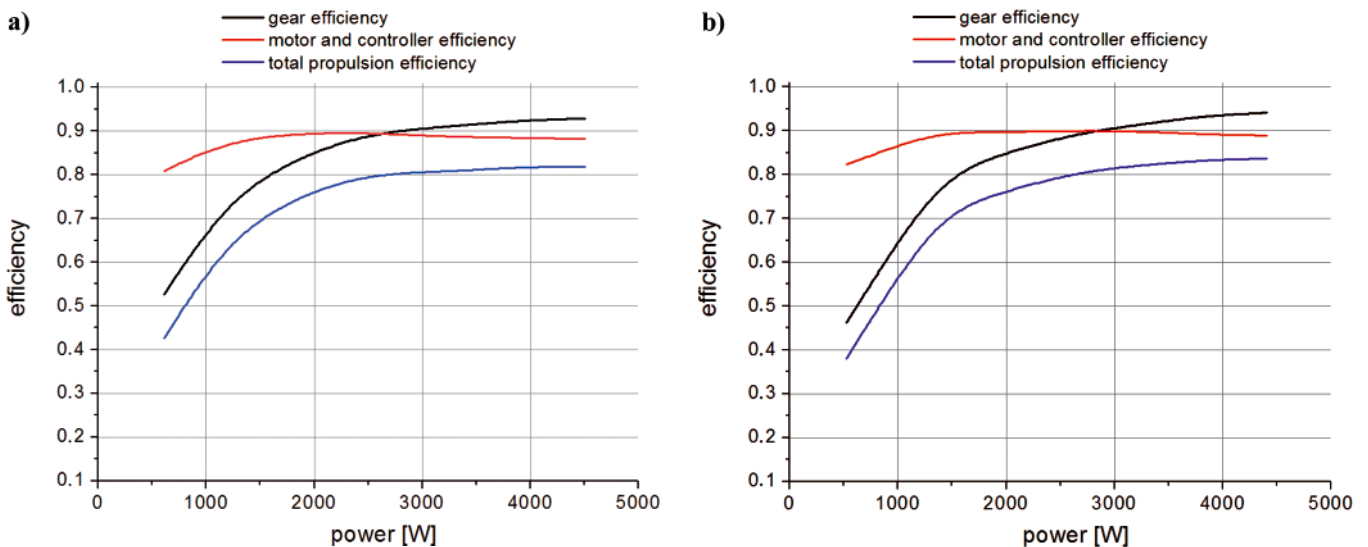 a)
gear efficiency
motor and controller efficiency
total propulsion efficiency
1.0
0.9
0.8
0.7
0.6
0.5
0.4
0.3
0.2
0.1
efficiency
0
1000
2000
3000
4000
5000
power [W]
b)
gear efficiency
motor and controller efficiency
total propulsion efficiency
1.0
0.9
0.8
0.7
0.6
0.5
0.4
0.3
0.2
0.1
efficiency
0
1000
2000
3000
4000
5000
power [W]